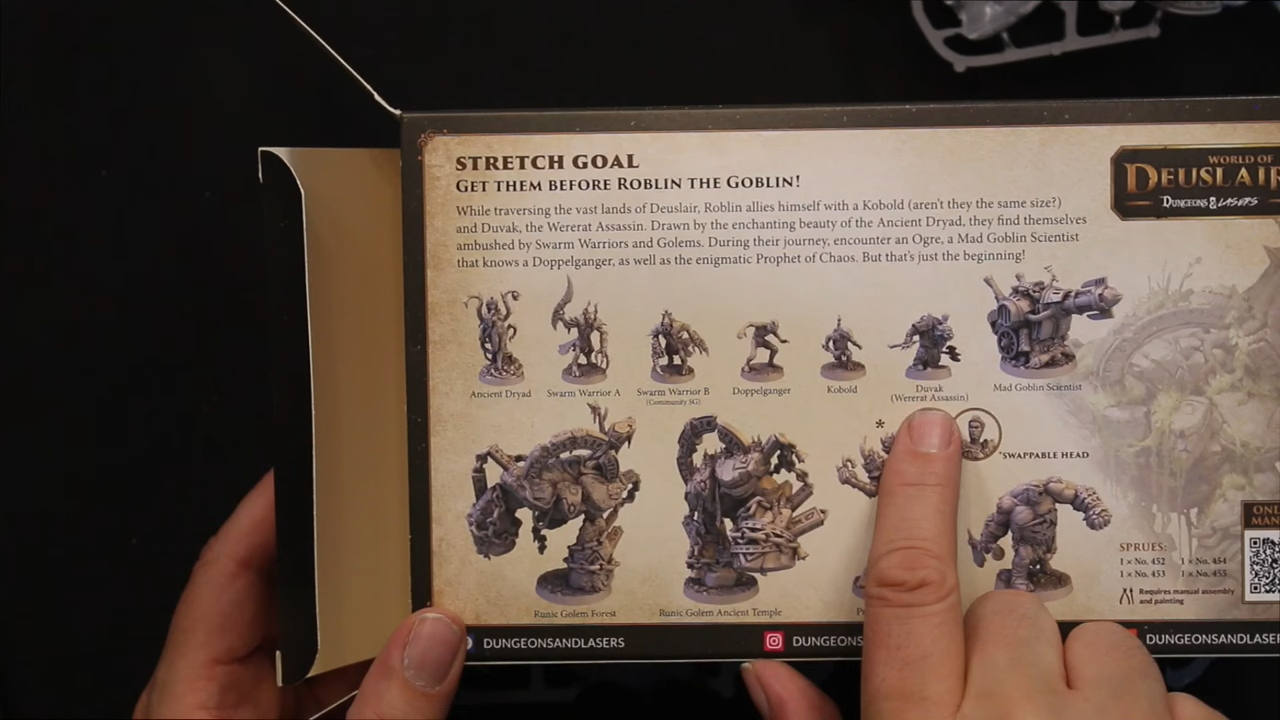 STRETCH GOAL
GET THEM BEFORE ROBLIN THE GOBLIN!
While traversing the vast lands of Deuslair, Roblin allies himself with a Kobold (aren't they the same size?)
and Duvak, the Wererat Assassin. Drawn by the enchanting beauty of the Ancient Dryad, they find themselves
ambushed by Swarm Warriors and Golems. During their journey, encounter an Ogre, a Mad Goblin Scientist
that knows a Doppelganger, as well as the enigmatic Prophet of Chaos. But that's just the beginning!
WORLD OF
DEUSLAIR
DUNGEONS & LASERS
Ancient Dryad
Swarm Warrior A
Swarm Warrior B
(Community SG)
Doppelganger
Kobold
Duvak
(Wererat Assassin)
Mad Goblin Scientist
*
*SWAPPABLE HEAD
Runic Golem Forest
Runic Golem Ancient Temple
SPRUES:
1 × No. 452 1 × No. 454
1 × No. 453 1 × No. 455
Requires manual assembly
and painting
DUNGEONSANDLASERS
DUNGEONS
DUNGEONSANDLASER